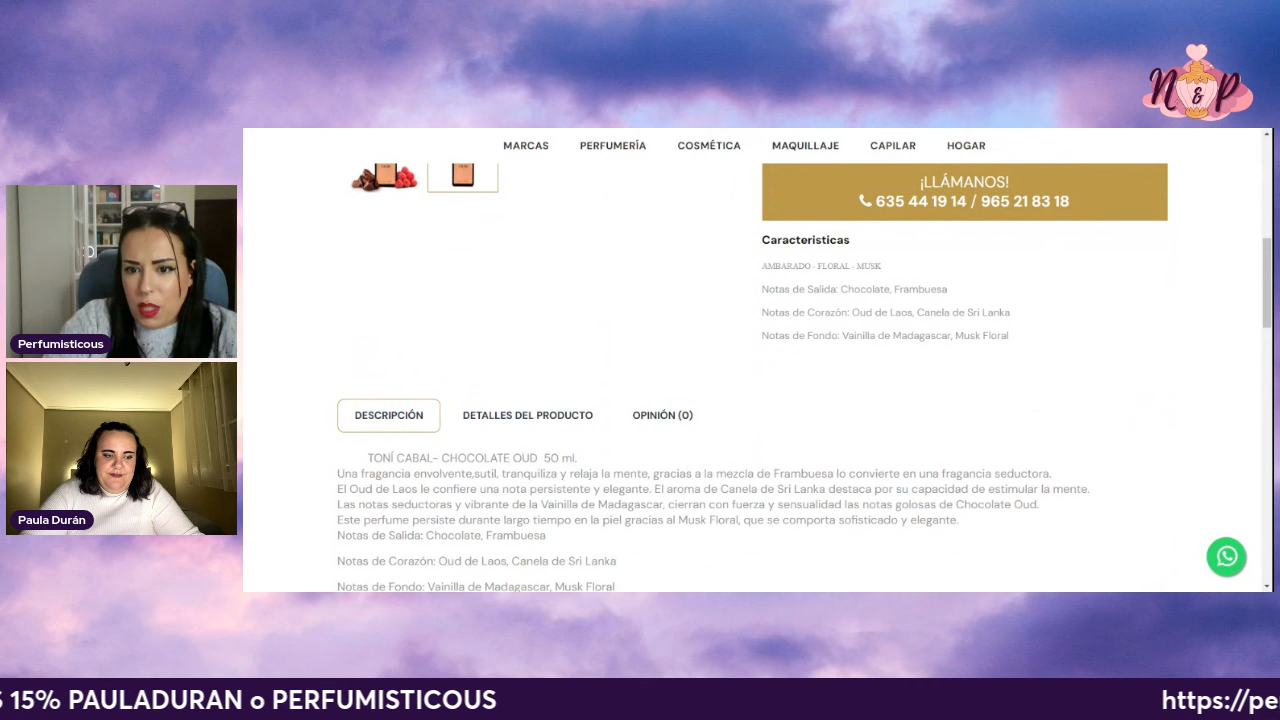 N & P
MARCAS PERFUMERÍA COSMÉTICA MAQUILLAJE CAPILAR HOGAR
¡LLÁMANOS!
635 44 19 14 / 965 21 83 18
Caracteristicas
AMBARADO - FLORAL - MUSK
Notas de Salida: Chocolate, Frambuesa
Notas de Corazón: Oud de Laos, Canela de Sri Lanka
Notas de Fondo: Vainilla de Madagascar, Musk Floral
Perfumisticous
Paula Durán
DESCRIPCIÓN DETALLES DEL PRODUCTO OPINIÓN (0)
TONÍ CABAL- CHOCOLATE OUD 50 ml.
Una fragancia envolvente,sutil, tranquiliza y relaja la mente, gracias a la mezcla de Frambuesa lo convierte en una fragancia seductora.
El Oud de Laos le confiere una nota persistente y elegante. El aroma de Canela de Sri Lanka destaca por su capacidad de estimular la mente.
Las notas seductoras y vibrante de la Vainilla de Madagascar, cierran con fuerza y sensualidad las notas golosas de Chocolate Oud.
Este perfume persiste durante largo tiempo en la piel gracias al Musk Floral, que se comporta sofisticado y elegante.
Notas de Salida: Chocolate, Frambuesa
Notas de Corazón: Oud de Laos, Canela de Sri Lanka
Notas de Fondo: Vainilla de Madagascar, Musk Floral
S 15% PAULADURAN o PERFUMISTICOUS https://pe